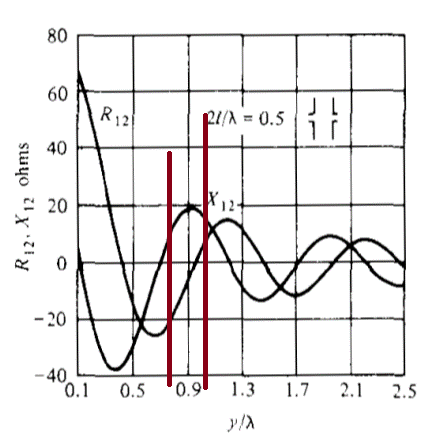 80
60
40
20
0
−20
−40
R₁₂, X₁₂ ohms
R₁₂
2l/λ = 0.5
X₁₂
0.1 0.5 0.9 1.3 1.7 2.1 2.5
y/λ